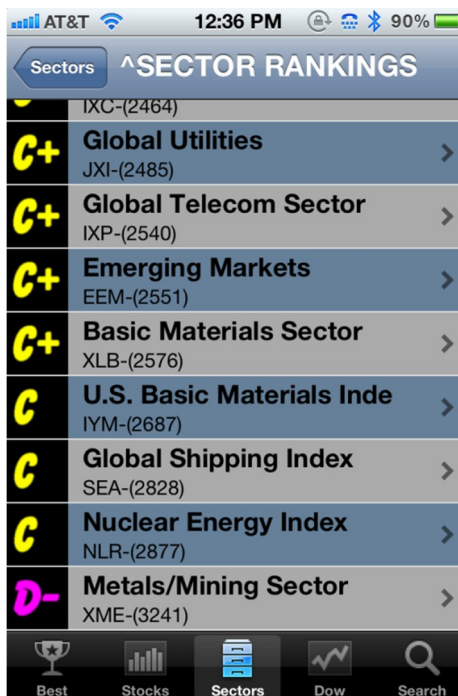 AT&T 12:36 PM 90%
Sectors ^SECTOR RANKINGS
IXC-(2464)
C+ Global Utilities
JXI-(2485)
C+ Global Telecom Sector
IXP-(2540)
C+ Emerging Markets
EEM-(2551)
C+ Basic Materials Sector
XLB-(2576)
C U.S. Basic Materials Inde
IYM-(2687)
C Global Shipping Index
SEA-(2828)
C Nuclear Energy Index
NLR-(2877)
D- Metals/Mining Sector
XME-(3241)
Best Stocks Sectors Dow Search